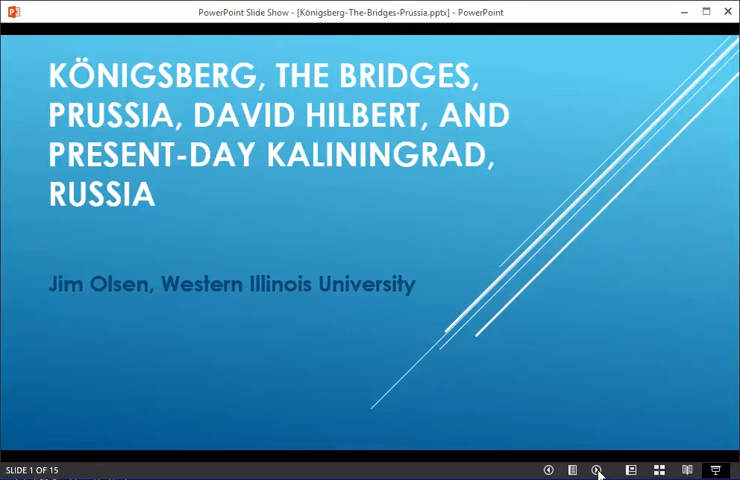 PowerPoint Slide Show - [Königsberg-The-Bridges-Prussia.pptx] - PowerPoint
KÖNIGSBERG, THE BRIDGES,
PRUSSIA, DAVID HILBERT, AND
PRESENT-DAY KALININGRAD,
RUSSIA
Jim Olsen, Western Illinois University
SLIDE 1 OF 15